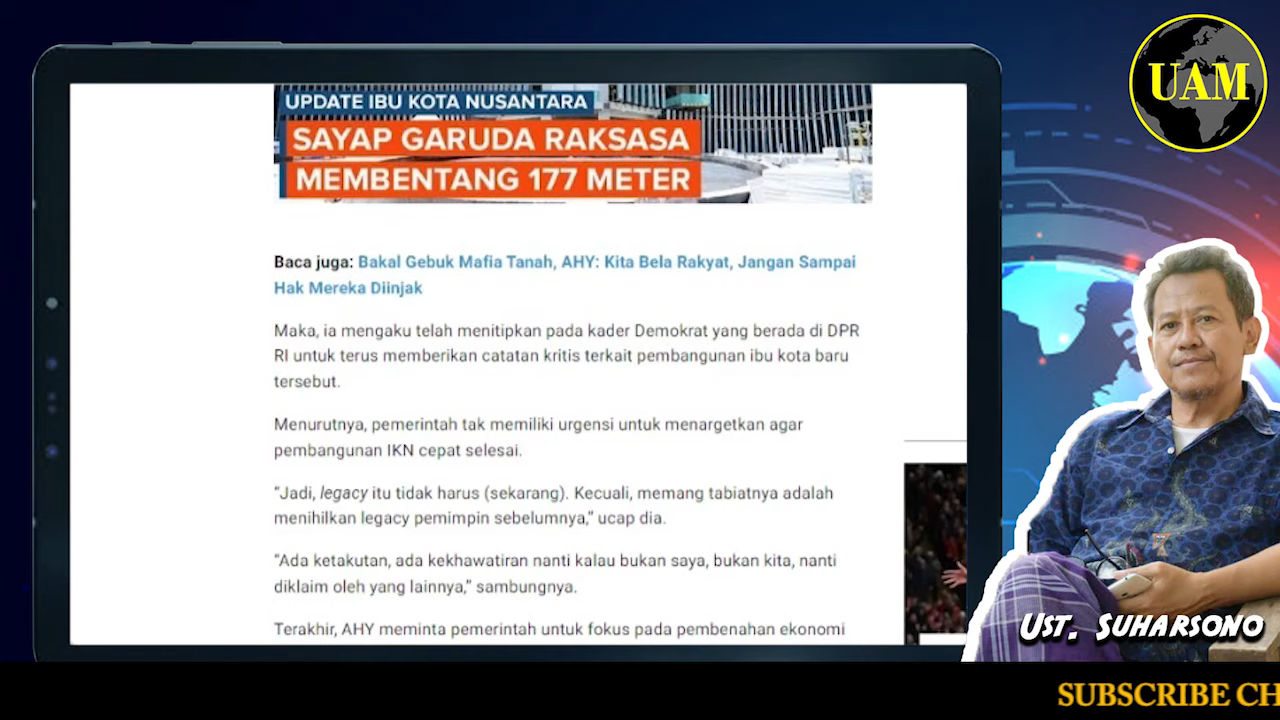 UAM
UPDATE IBU KOTA NUSANTARA
SAYAP GARUDA RAKSASA
MEMBENTANG 177 METER
Baca juga: Bakal Gebuk Mafia Tanah, AHY: Kita Bela Rakyat, Jangan Sampai
Hak Mereka Diinjak
Maka, ia mengaku telah menitipkan pada kader Demokrat yang berada di DPR
RI untuk terus memberikan catatan kritis terkait pembangunan ibu kota baru
tersebut.
Menurutnya, pemerintah tak memiliki urgensi untuk menargetkan agar
pembangunan IKN cepat selesai.
“Jadi, legacy itu tidak harus (sekarang). Kecuali, memang tabiatnya adalah
menihilkan legacy pemimpin sebelumnya,” ucap dia.
“Ada ketakutan, ada kekhawatiran nanti kalau bukan saya, bukan kita, nanti
diklaim oleh yang lainnya,” sambungnya.
Terakhir, AHY meminta pemerintah untuk fokus pada pembenahan ekonomi
UST. SUHARSONO
SUBSCRIBE CH